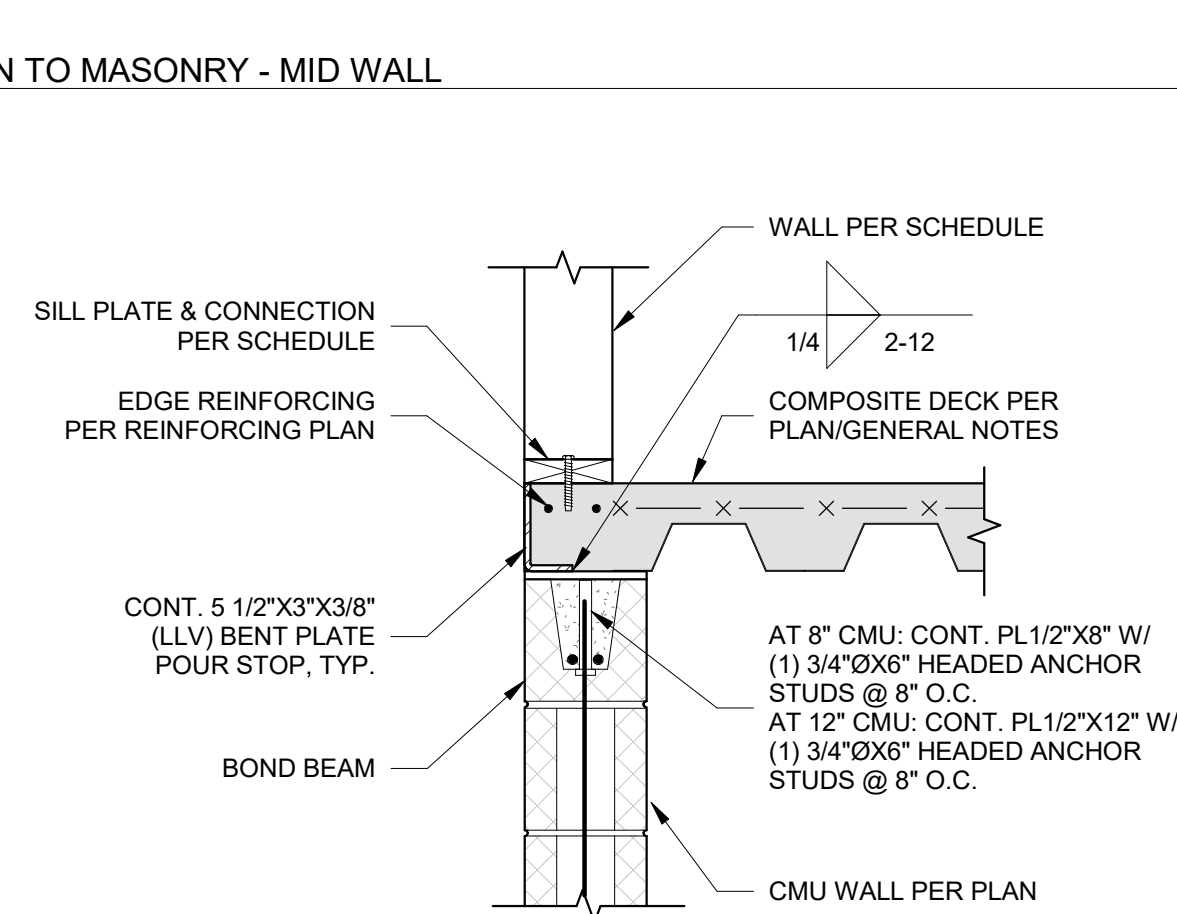 N TO MASONRY - MID WALL
WALL PER SCHEDULE
SILL PLATE & CONNECTION
PER SCHEDULE
1/4
2-12
EDGE REINFORCING
PER REINFORCING PLAN
COMPOSITE DECK PER
PLAN/GENERAL NOTES
CONT. 5 1/2"X3"X3/8"
(LLV) BENT PLATE
POUR STOP, TYP.
AT 8" CMU: CONT. PL1/2"X8" W/
(1) 3/4"ØX6" HEADED ANCHOR
STUDS @ 8" O.C.
AT 12" CMU: CONT. PL1/2"X12" W/
(1) 3/4"ØX6" HEADED ANCHOR
STUDS @ 8" O.C.
BOND BEAM
CMU WALL PER PLAN